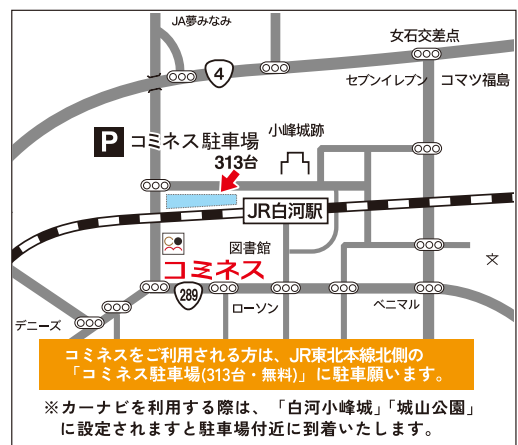 JA夢みなみ
女石交差点
4
セブンイレブン
コマツ福島
P コミネス駐車場
313台
小峰城跡
JR白河駅
図書館
コミネス
文
289
ローソン
ベニマル
デニーズ
コミネスをご利用される方は、JR東北本線北側の
「コミネス駐車場(313台・無料)」に駐車願います。
※カーナビを利用する際は、「白河小峰城」「城山公園」
に設定されますと駐車場付近に到着いたします。